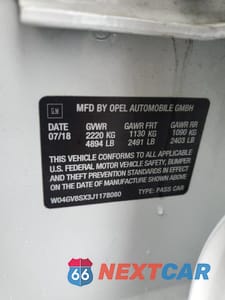 GM MFD BY OPEL AUTOMOBILE GMBH
DATE GVWR GAWR FRT GAWR RR
07/18 2220 KG 1130 KG 1090 KG
4894 LB 2491 LB 2403 LB
THIS VEHICLE CONFORMS TO ALL APPLICABLE
U.S. FEDERAL MOTOR VEHICLE SAFETY, BUMPER,
AND THEFT PREVENTION STANDARDS IN EFFECT ON
THE DATE OF MANUFACTURE SHOWN ABOVE.
W04GV8SX3J1178080 TYPE: PASS CAR
66 NEXTCAR